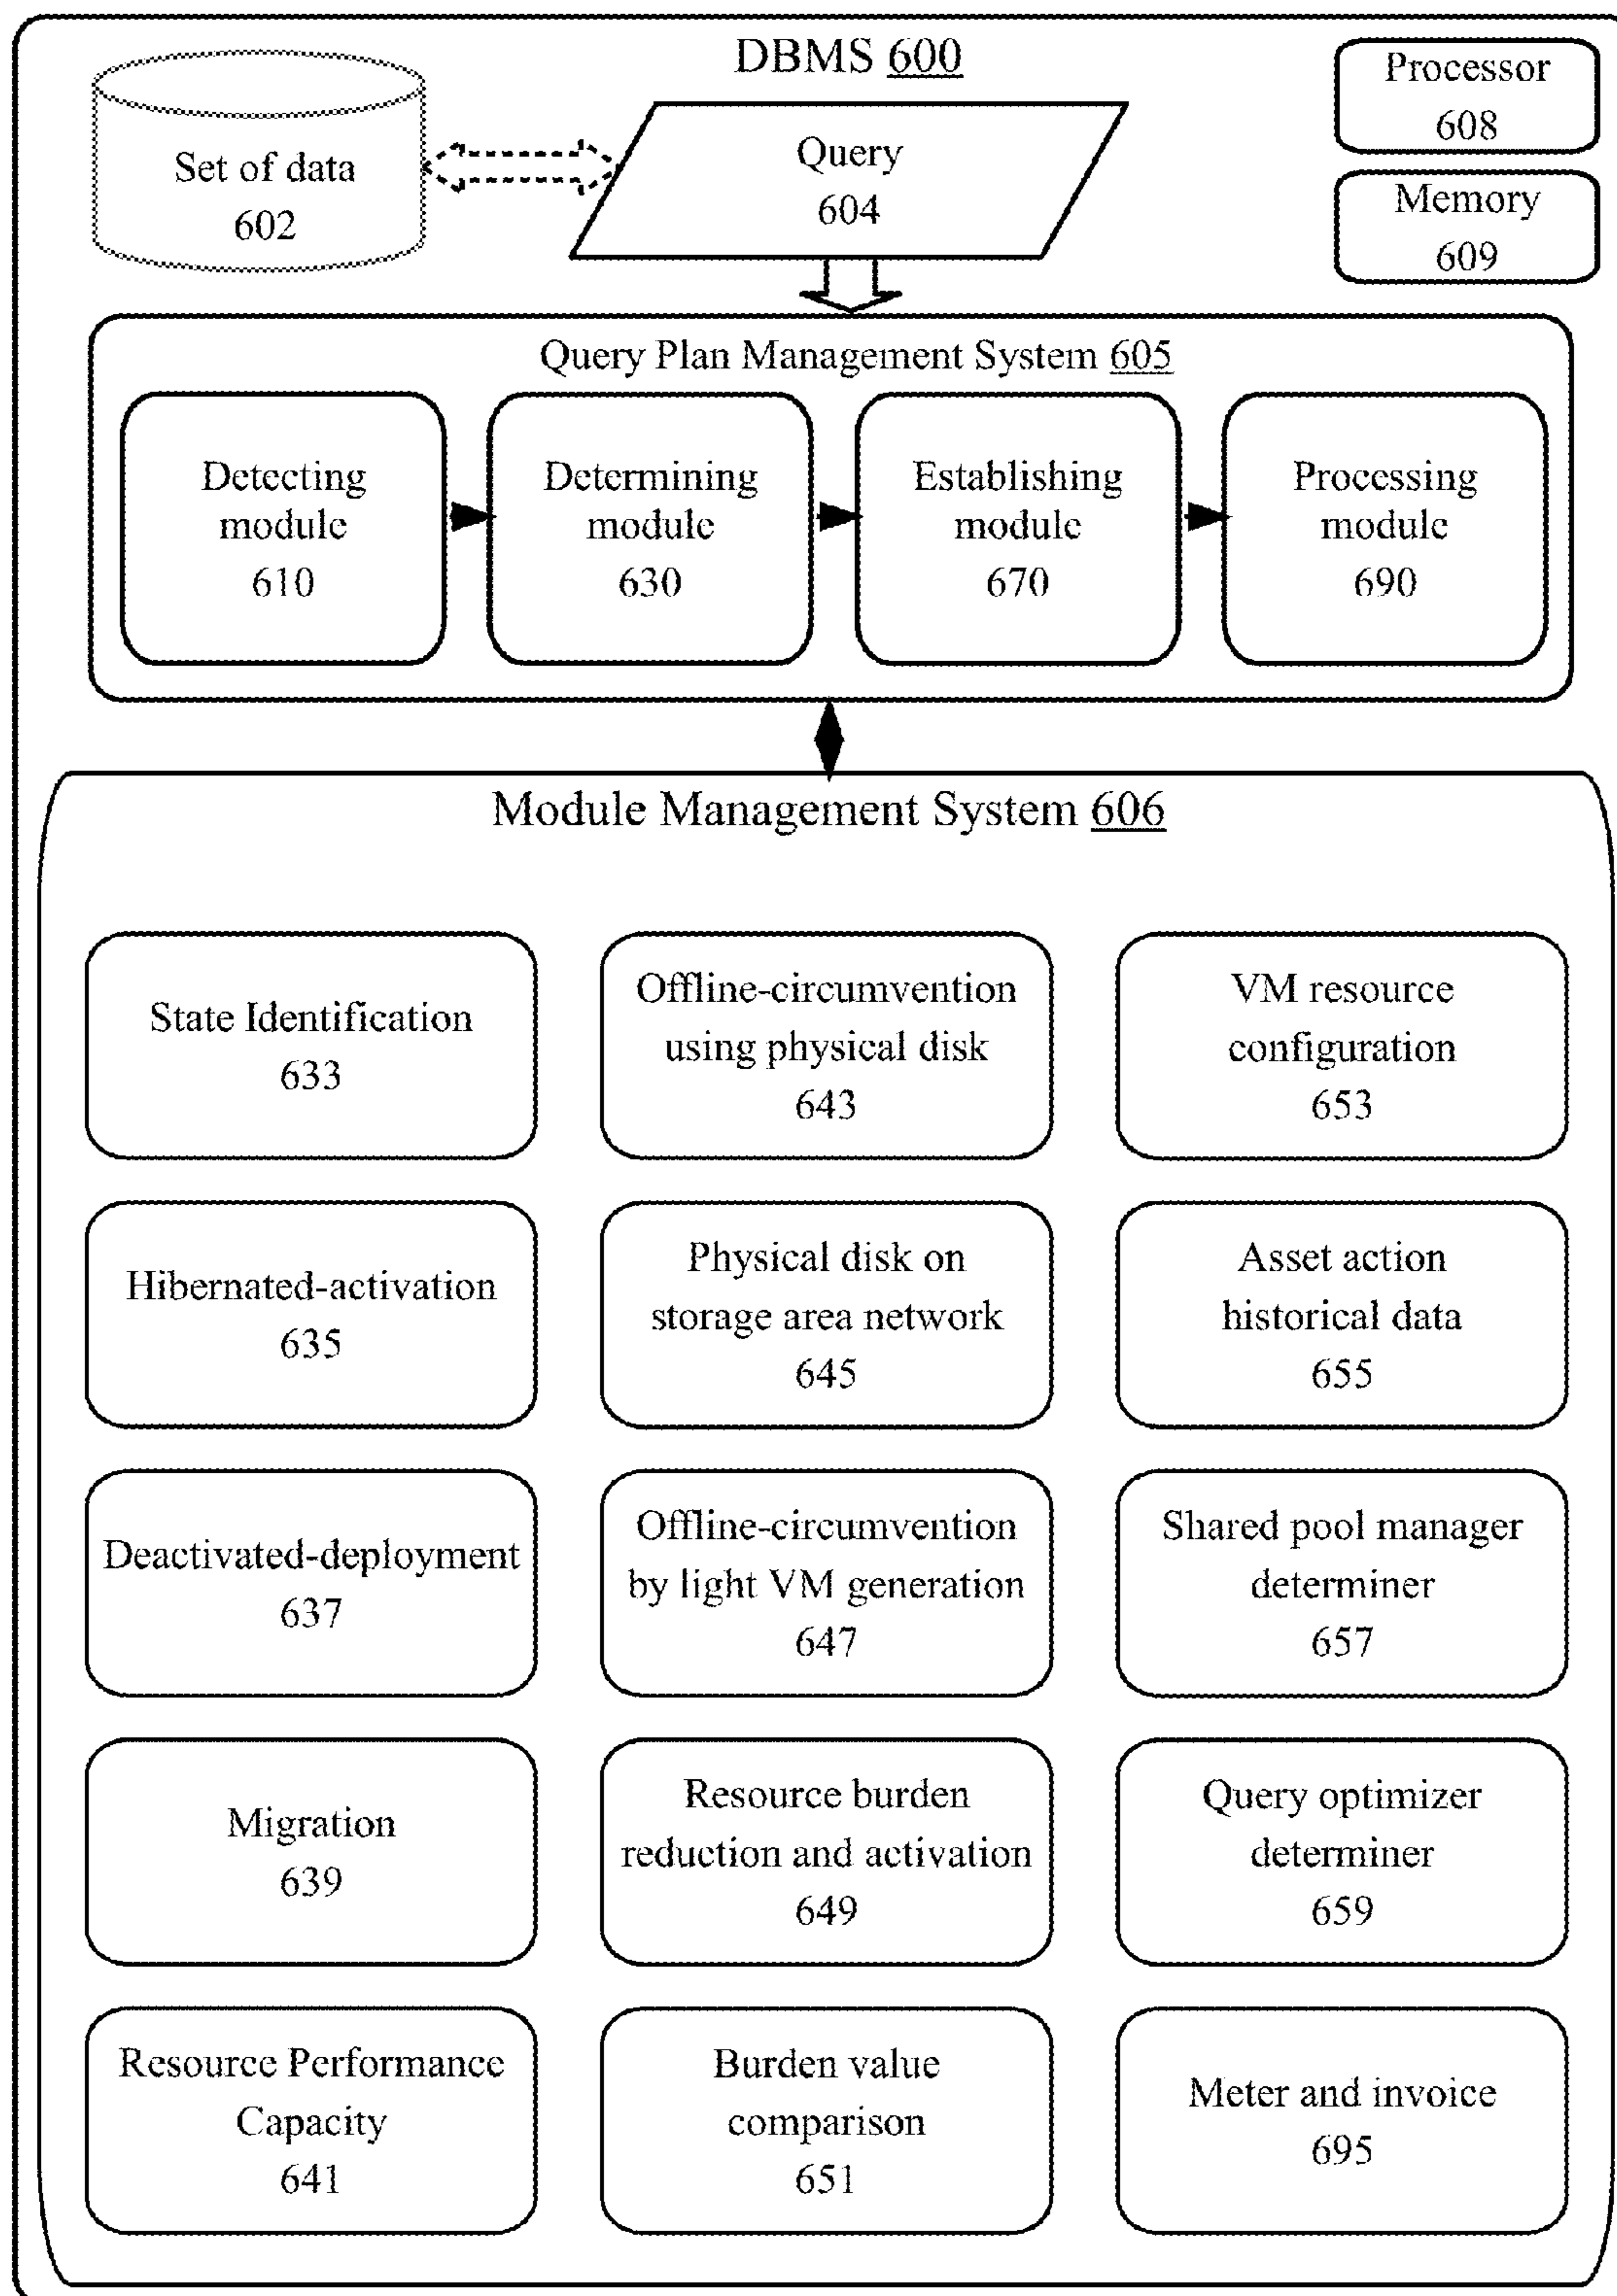 DBMS 600
Set of data
602
Query
604
Processor
608
Memory
609
Query Plan Management System 605
Detecting
module
610
Determining
module
630
Establishing
module
670
Processing
module
690
Module Management System 606
State Identification
633
Offline-circumvention
using physical disk
643
VM resource
configuration
653
Hibernated-activation
635
Physical disk on
storage area network
645
Asset action
historical data
655
Deactivated-deployment
637
Offline-circumvention
by light VM generation
647
Shared pool manager
determiner
657
Migration
639
Resource burden
reduction and activation
649
Query optimizer
determiner
659
Resource Performance
Capacity
641
Burden value
comparison
651
Meter and invoice
695